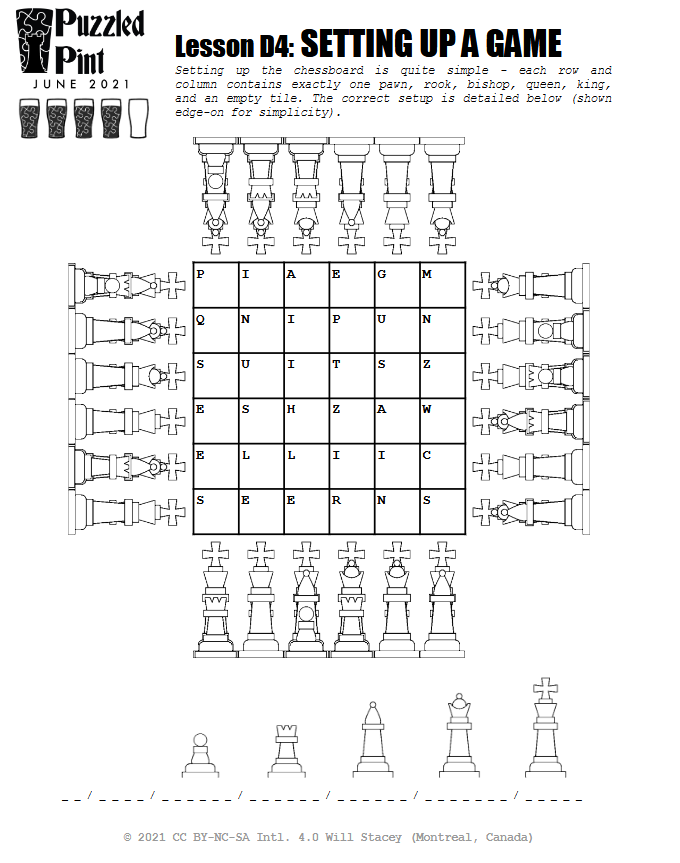 Puzzled
Pint
JUNE 2021
Lesson D4: SETTING UP A GAME
Setting up the chessboard is quite simple - each row and
column contains exactly one pawn, rook, bishop, queen, king,
and an empty tile. The correct setup is detailed below (shown
edge-on for simplicity).
P I A E G M
Q N I P U N
S U I T S Z
E S H Z A W
E L L I I C
S E E R N S
_ _ / _ _ _ _ / _ _ _ _ _ _ / _ _ _ _ _ _ / _ _ _ _ _ _ / _ _ _ _ _ _ _ / _ _ _ _ _
© 2021 CC BY-NC-SA Intl. 4.0 Will Stacey (Montreal, Canada)